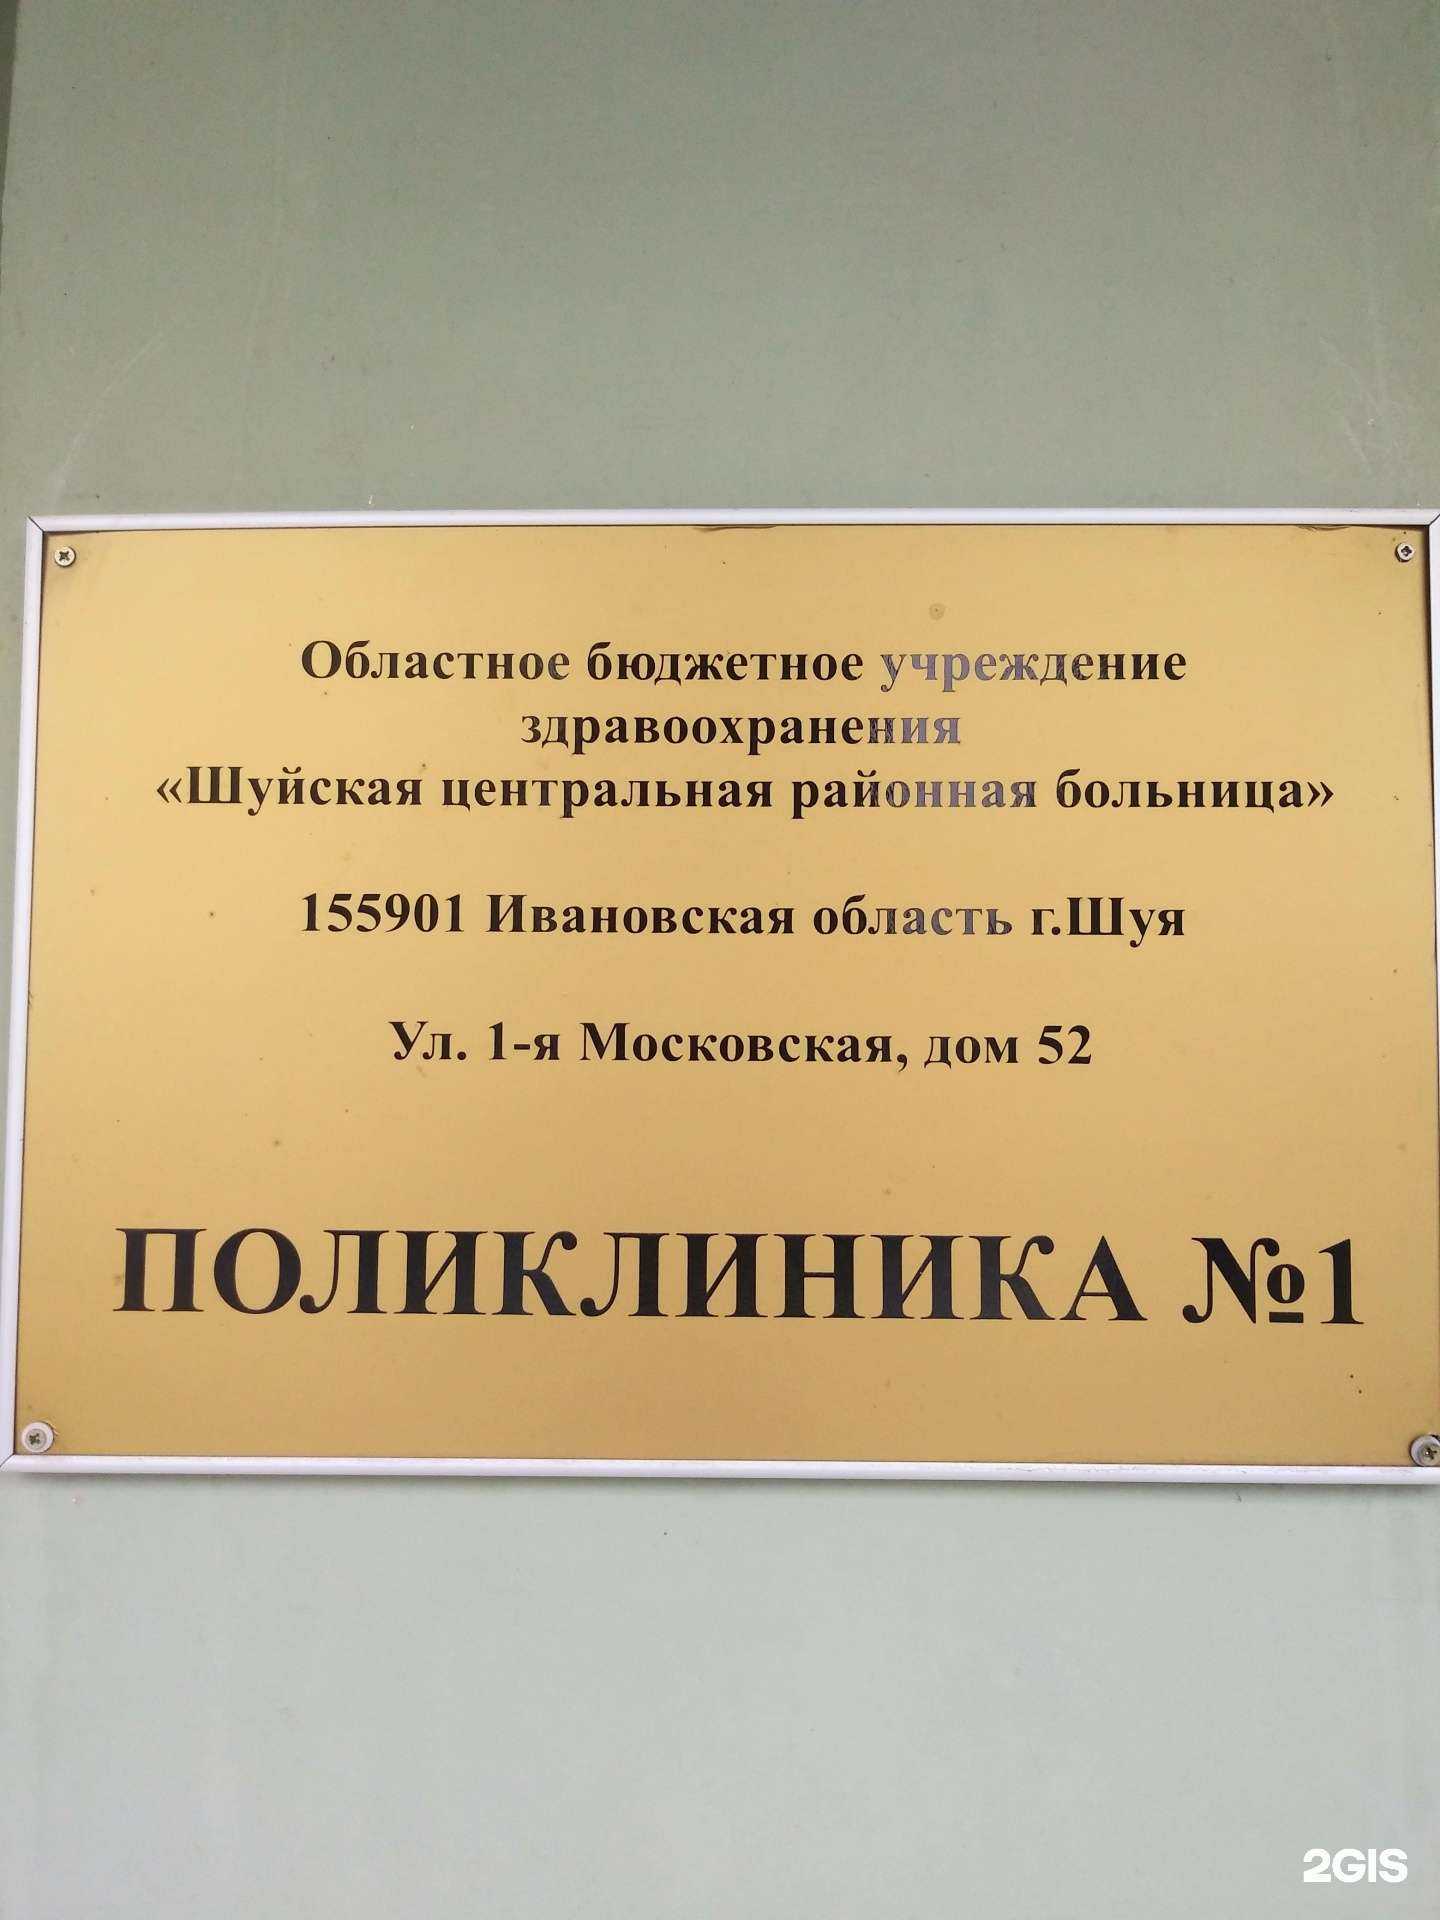 Областное бюджетное учреждение
здравоохранения
«Шуйская центральная районная больница»
155901 Ивановская область г.Шуя
Ул. 1-я Московская, дом 52
ПОЛИКЛИНИКА №1
2GIS